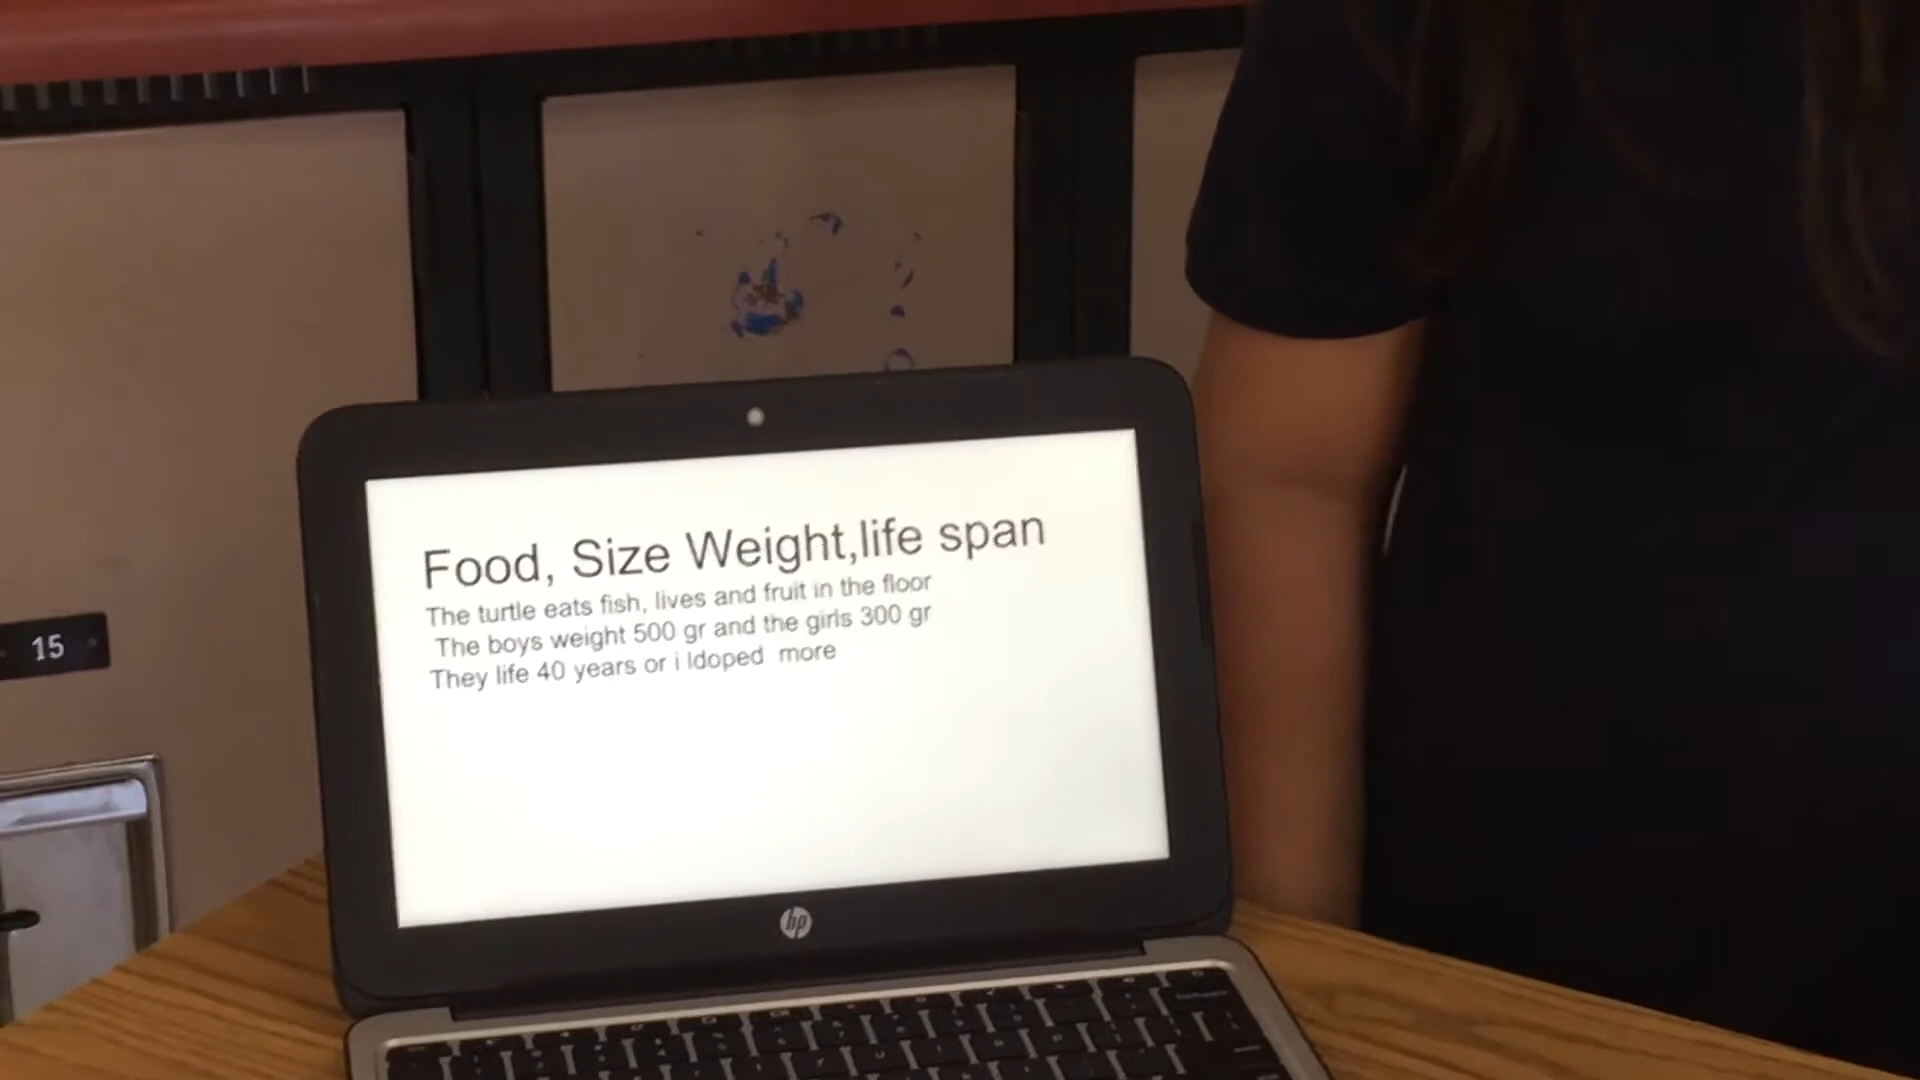 Food, Size Weight,life span
The turtle eats fish, lives and fruit in the floor
The boys weight 500 gr and the girls 300 gr
They life 40 years or i ldoped more
15
hp